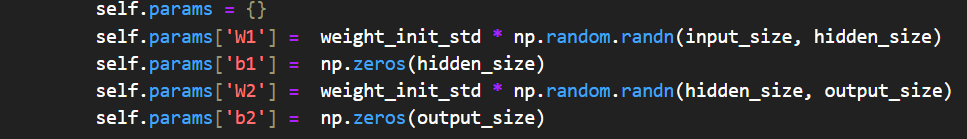 self.params = {}
self.params['W1'] =  weight_init_std * np.random.randn(input_size, hidden_size)
self.params['b1'] =  np.zeros(hidden_size)
self.params['W2'] =  weight_init_std * np.random.randn(hidden_size, output_size)
self.params['b2'] =  np.zeros(output_size)